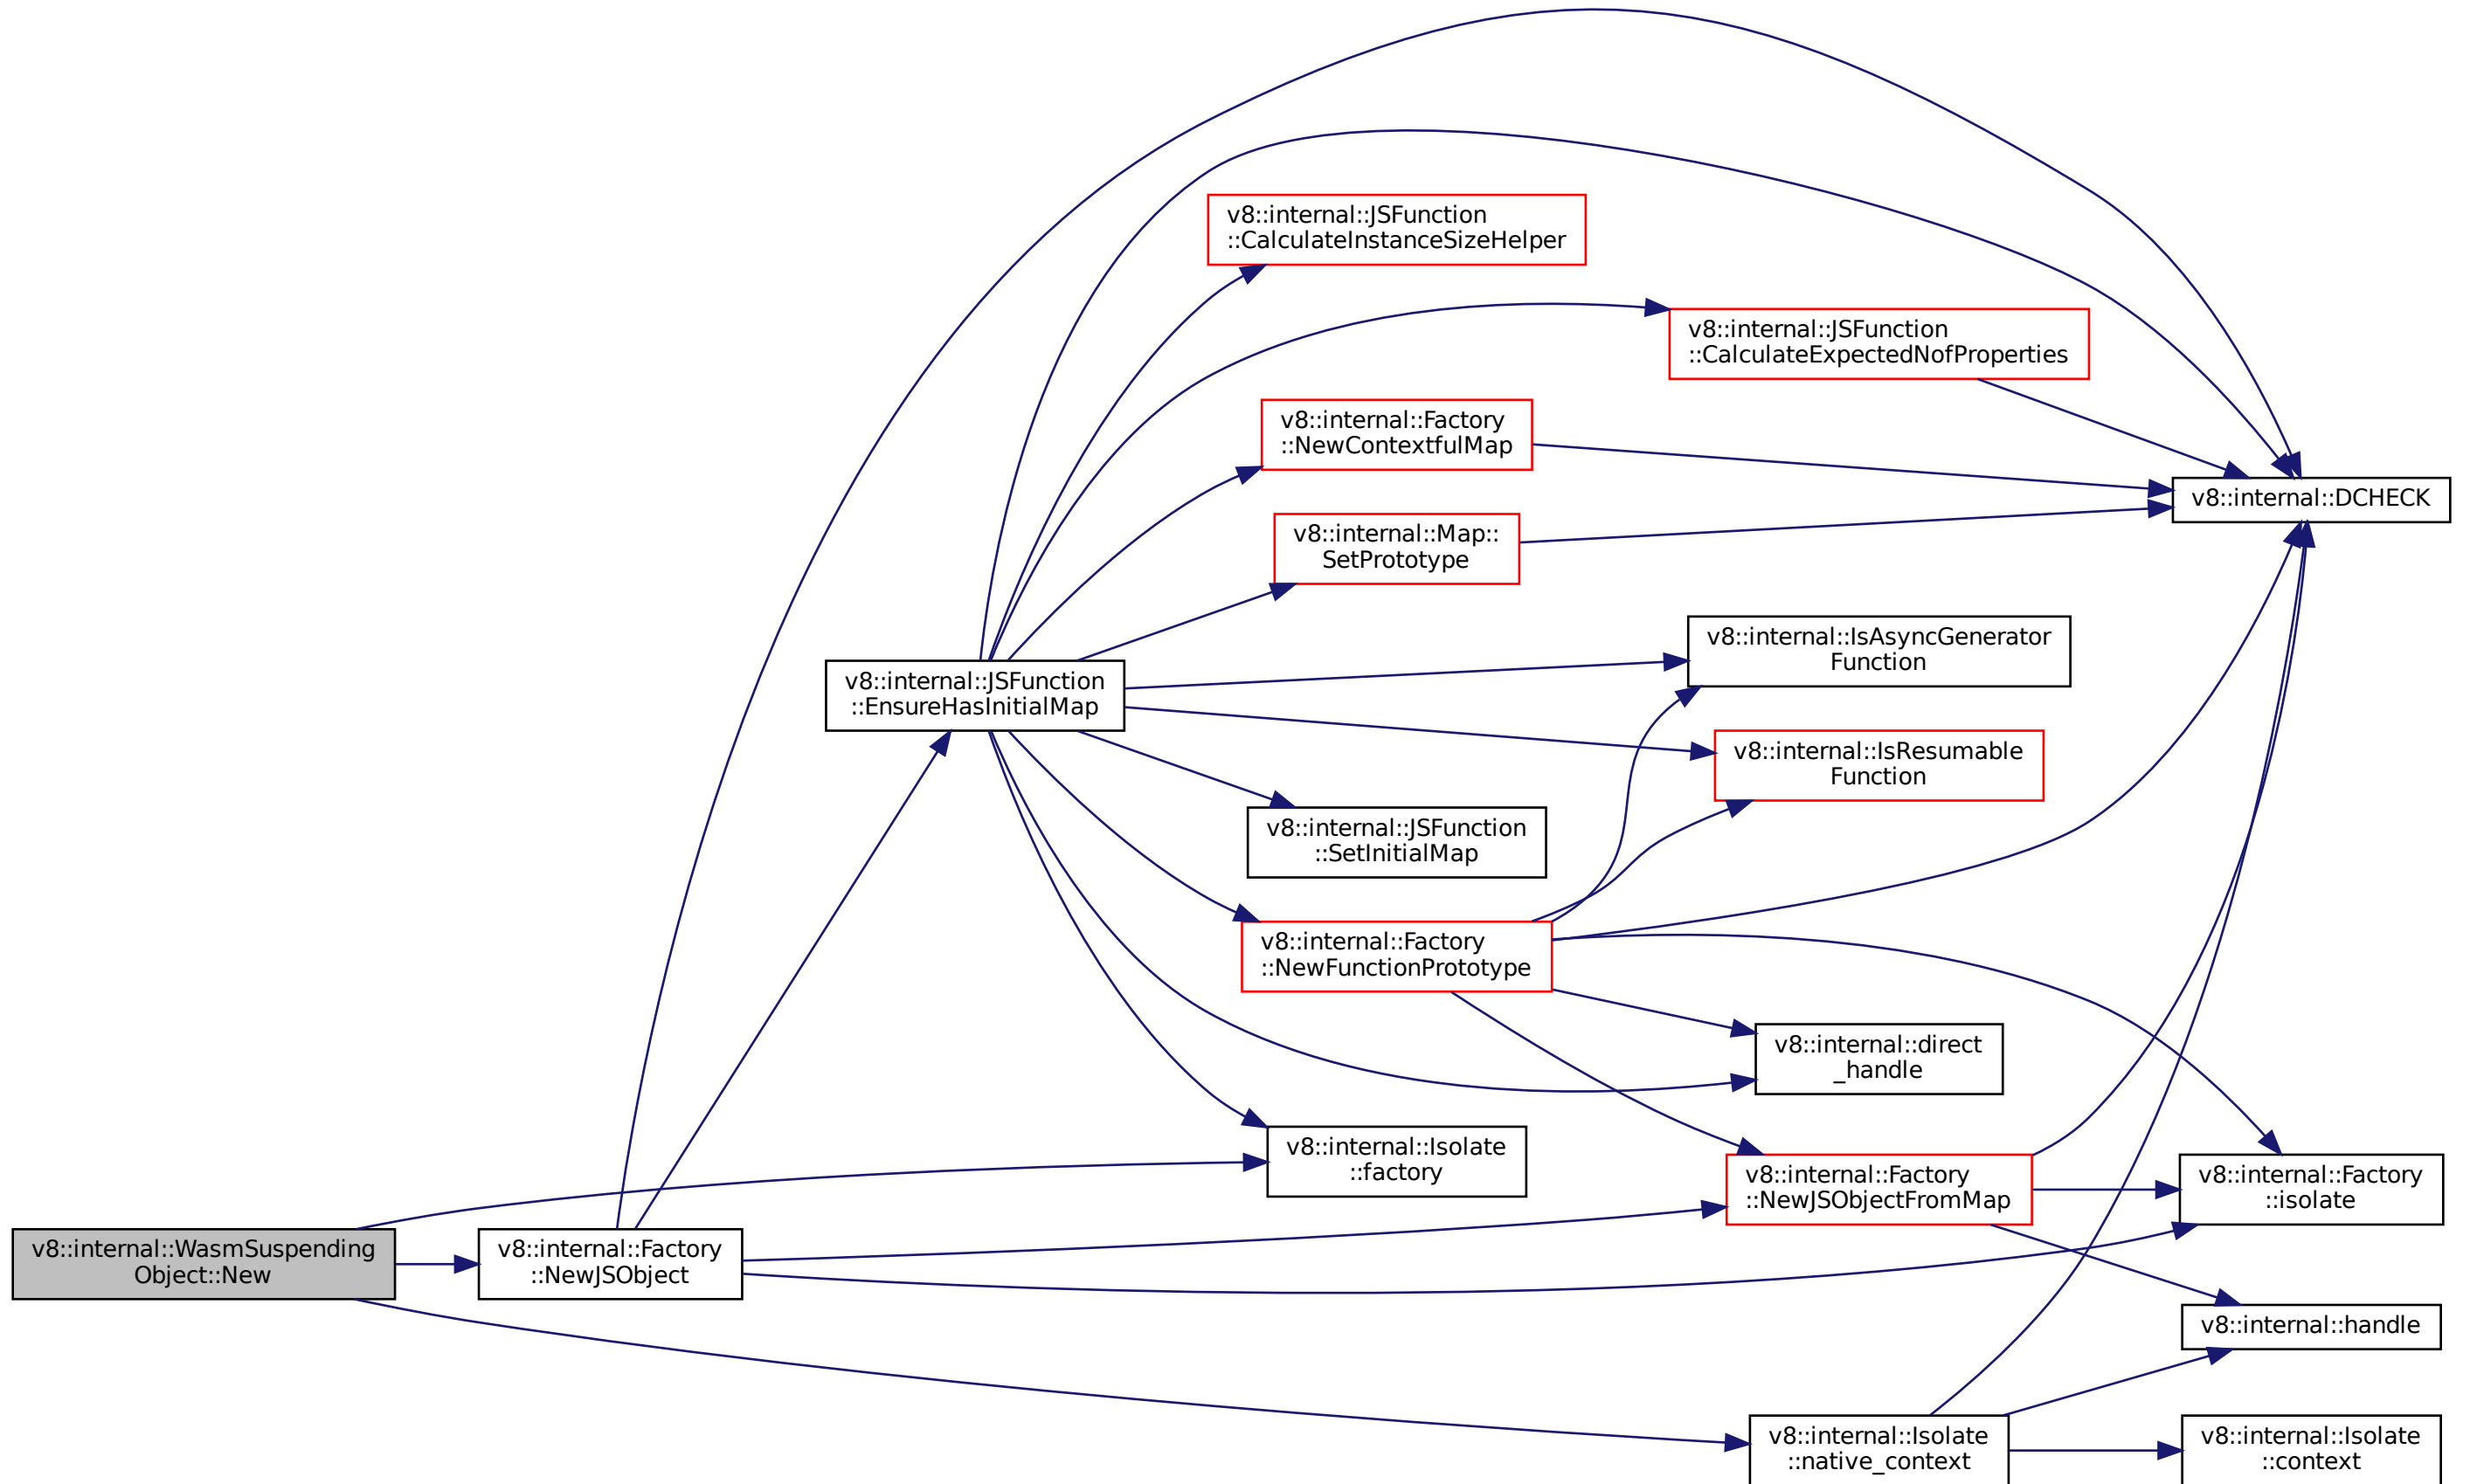 v8::internal::JSFunction
::CalculateInstanceSizeHelper
v8::internal::JSFunction
::CalculateExpectedNofProperties
v8::internal::Factory
::NewContextfulMap
v8::internal::DCHECK
v8::internal::Map::
SetPrototype
v8::internal::IsAsyncGenerator
Function
v8::internal::JSFunction
::EnsureHasInitialMap
v8::internal::IsResumable
Function
v8::internal::JSFunction
::SetInitialMap
v8::internal::Factory
::NewFunctionPrototype
v8::internal::direct
_handle
v8::internal::Isolate
::factory
v8::internal::Factory
::NewJSObjectFromMap
v8::internal::Factory
::isolate
v8::internal::WasmSuspending
Object::New
v8::internal::Factory
::NewJSObject
v8::internal::handle
v8::internal::Isolate
::native_context
v8::internal::Isolate
::context